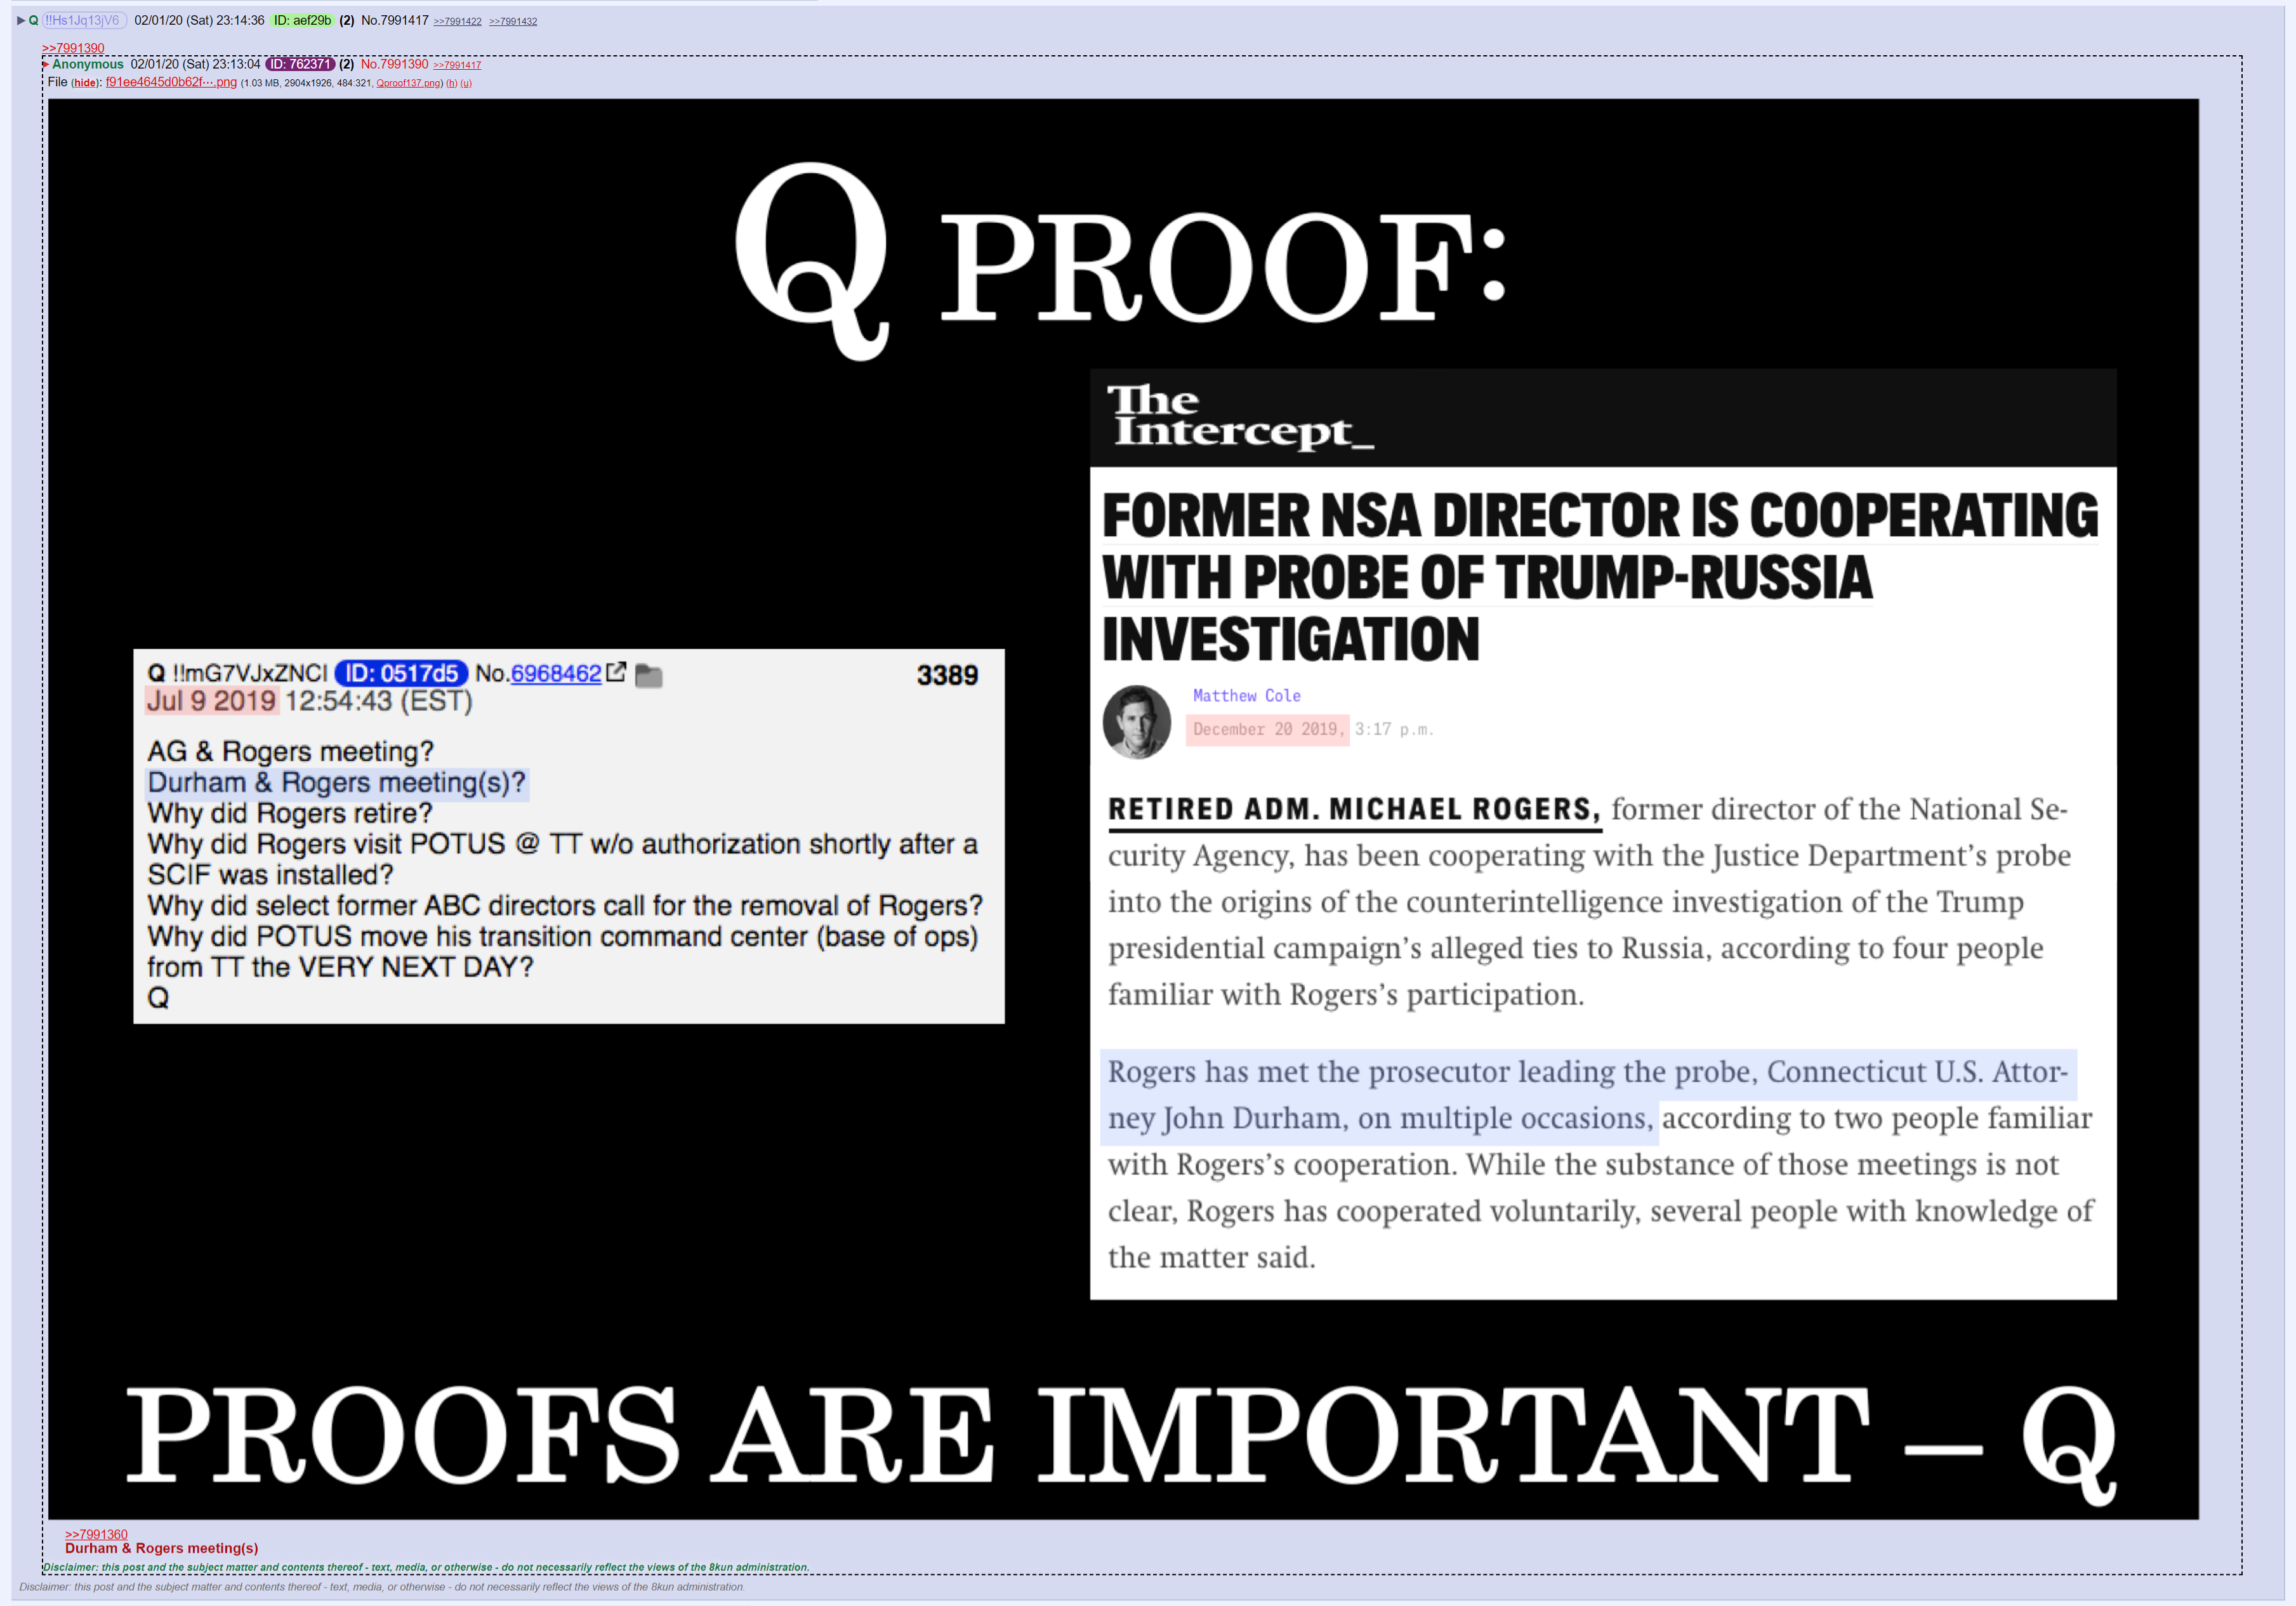 ▶ Q !!Hs1Jq13jV6 02/01/20 (Sat) 23:14:36 ID: aef29b (2) No.7991417 >>7991422 >>7991432
>>7991390
▶ Anonymous 02/01/20 (Sat) 23:13:04 ID: 762371 (2) No.7991390 >>7991417
File (hide): f91ee4645d0b62f⋯.png (1.03 MB, 2904x1926, 484:321, Qproof137.png) (h) (u)
Q PROOF:
Q !!mG7VJxZNCI ID: 0517d5 No.6968462 3389
Jul 9 2019 12:54:43 (EST)
AG & Rogers meeting?
Durham & Rogers meeting(s)?
Why did Rogers retire?
Why did Rogers visit POTUS @ TT w/o authorization shortly after a
SCIF was installed?
Why did select former ABC directors call for the removal of Rogers?
Why did POTUS move his transition command center (base of ops)
from TT the VERY NEXT DAY?
Q
The
Intercept_
FORMER NSA DIRECTOR IS COOPERATING
WITH PROBE OF TRUMP-RUSSIA
INVESTIGATION
Matthew Cole
December 20 2019, 3:17 p.m.
RETIRED ADM. MICHAEL ROGERS, former director of the National Se-
curity Agency, has been cooperating with the Justice Department's probe
into the origins of the counterintelligence investigation of the Trump
presidential campaign's alleged ties to Russia, according to four people
familiar with Rogers's participation.
Rogers has met the prosecutor leading the probe, Connecticut U.S. Attor-
ney John Durham, on multiple occasions, according to two people familiar
with Rogers's cooperation. While the substance of those meetings is not
clear, Rogers has cooperated voluntarily, several people with knowledge of
the matter said.
PROOFS ARE IMPORTANT – Q
>>7991360
Durham & Rogers meeting(s)
Disclaimer: this post and the subject matter and contents thereof - text, media, or otherwise - do not necessarily reflect the views of the 8kun administration.
Disclaimer: this post and the subject matter and contents thereof - text, media, or otherwise - do not necessarily reflect the views of the 8kun administration.